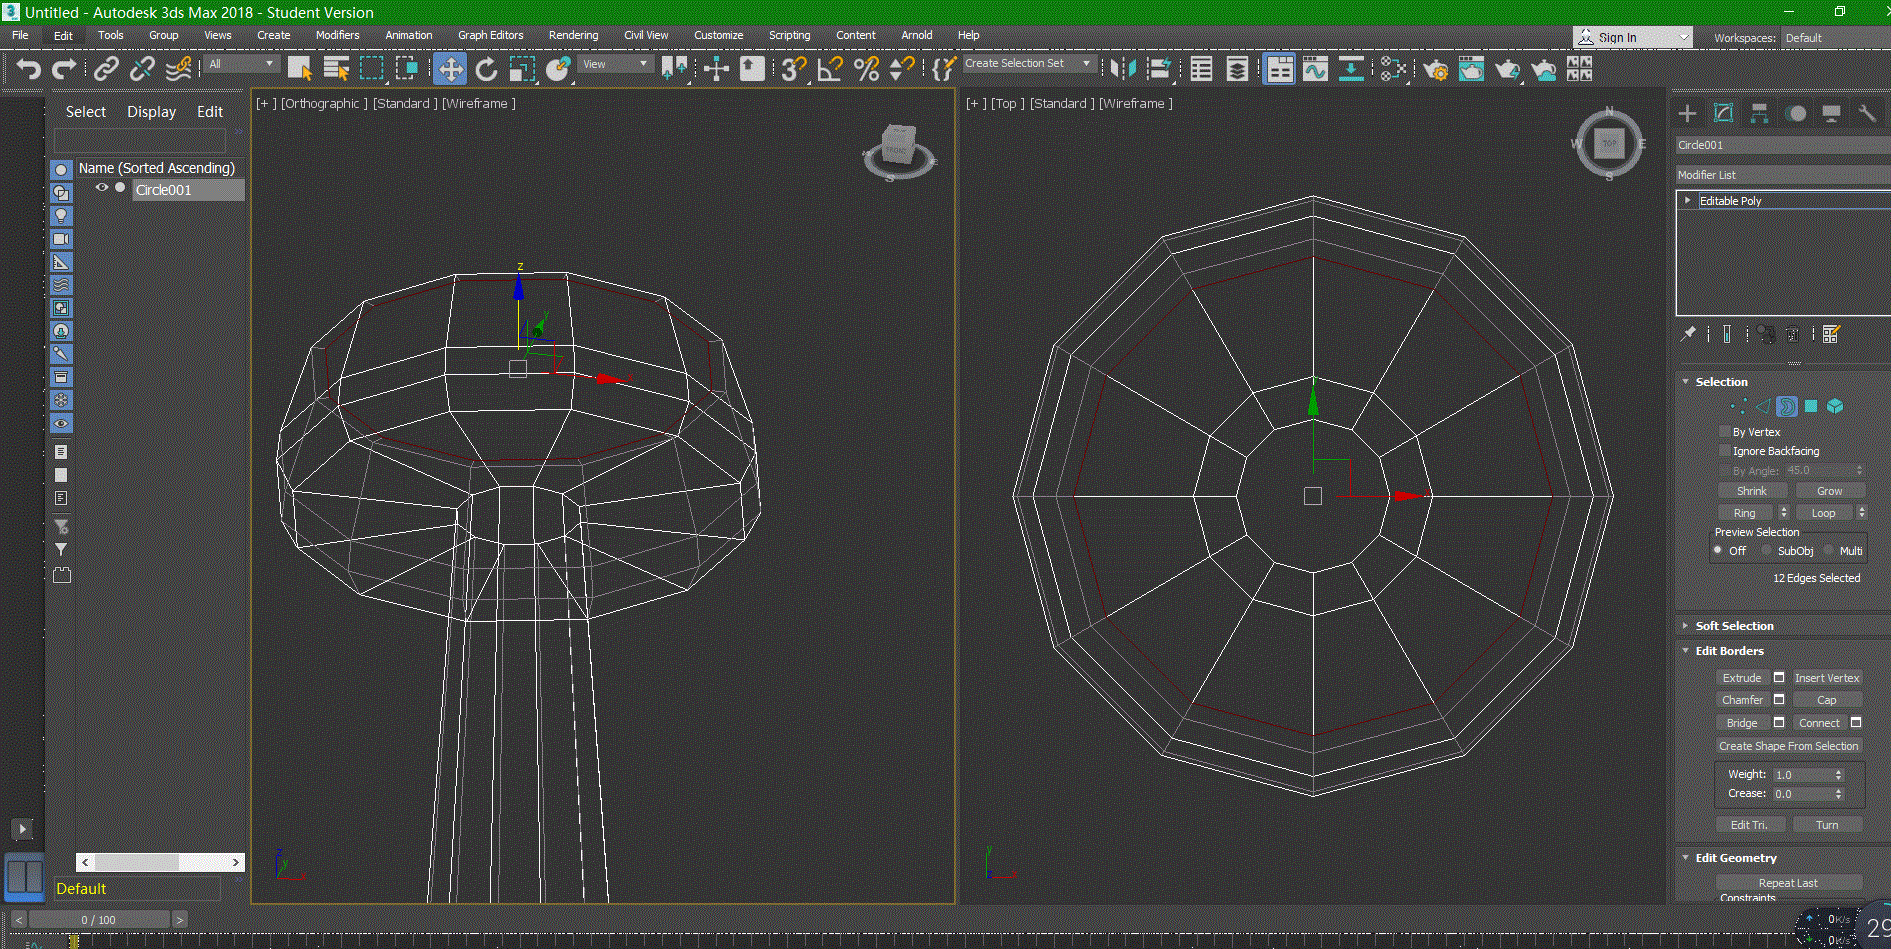 Untitled - Autodesk 3ds Max 2018 - Student Version
File Edit Tools Group Views Create Modifiers Animation Graph Editors Rendering Civil View Customize Scripting Content Arnold Help
Sign In
Workspaces: Default
All
View
Create Selection Set
Select Display Edit
Name (Sorted Ascending)
Circle001
[+ ] [Orthographic ] [Standard ] [Wireframe ]
FRONT
S
z
y
[+ ] [Top ] [Standard ] [Wireframe ]
N
W TOP E
S
Circle001
Modifier List
Editable Poly
Selection
By Vertex
Ignore Backfacing
By Angle: 45.0
Shrink Grow
Ring Loop
Preview Selection
Off SubObj Multi
12 Edges Selected
Soft Selection
Edit Borders
Extrude Insert Vertex
Chamfer Cap
Bridge Connect
Create Shape From Selection
Weight: 1.0
Crease: 0.0
Edit Tri. Turn
Edit Geometry
Repeat Last
Constraints
Default
0 / 100
0K/s
0K/s
29